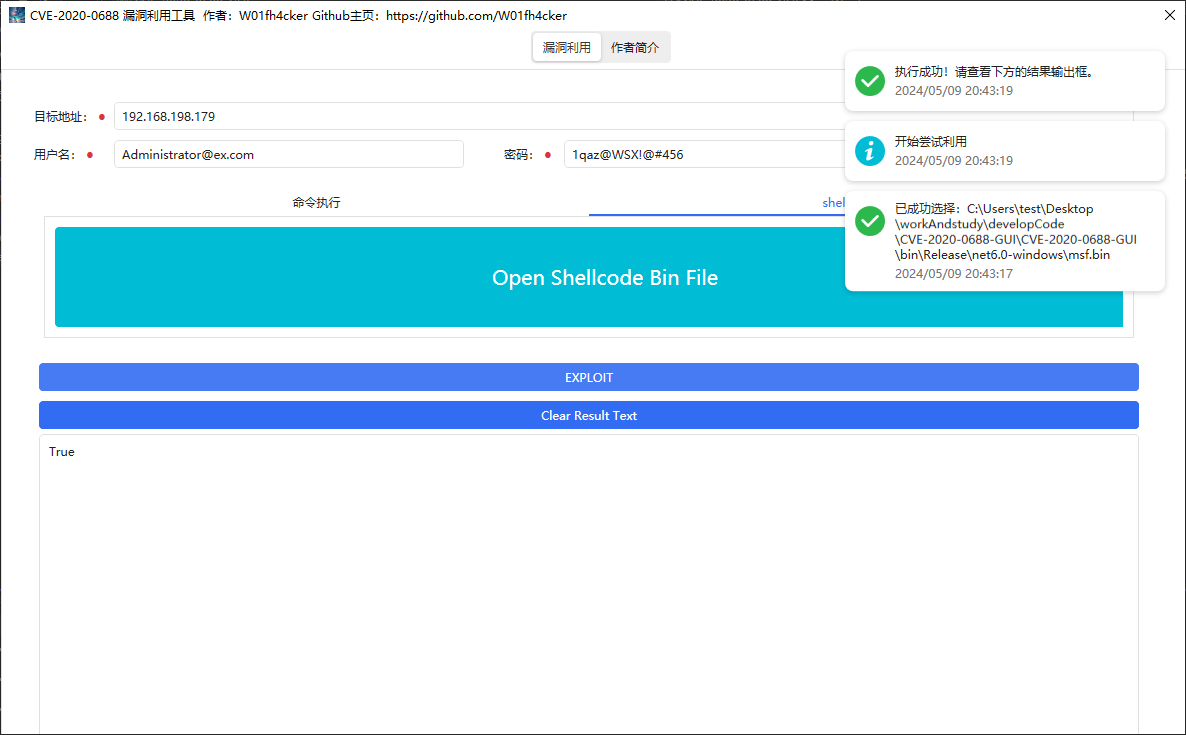 CVE-2020-0688 漏洞利用工具 作者：W01fh4cker Github主页：https://github.com/W01fh4cker
漏洞利用 作者简介
执行成功！请查看下方的结果输出框。
2024/05/09 20:43:19
目标地址： 192.168.198.179
开始尝试利用
2024/05/09 20:43:19
用户名： Administrator@ex.com 密码： 1qaz@WSX!@#456
命令执行 shel
已成功选择：C:\Users\test\Desktop
\workAndstudy\developCode
\CVE-2020-0688-GUI\CVE-2020-0688-GUI
\bin\Release\net6.0-windows\msf.bin
2024/05/09 20:43:17
Open Shellcode Bin File
EXPLOIT
Clear Result Text
True